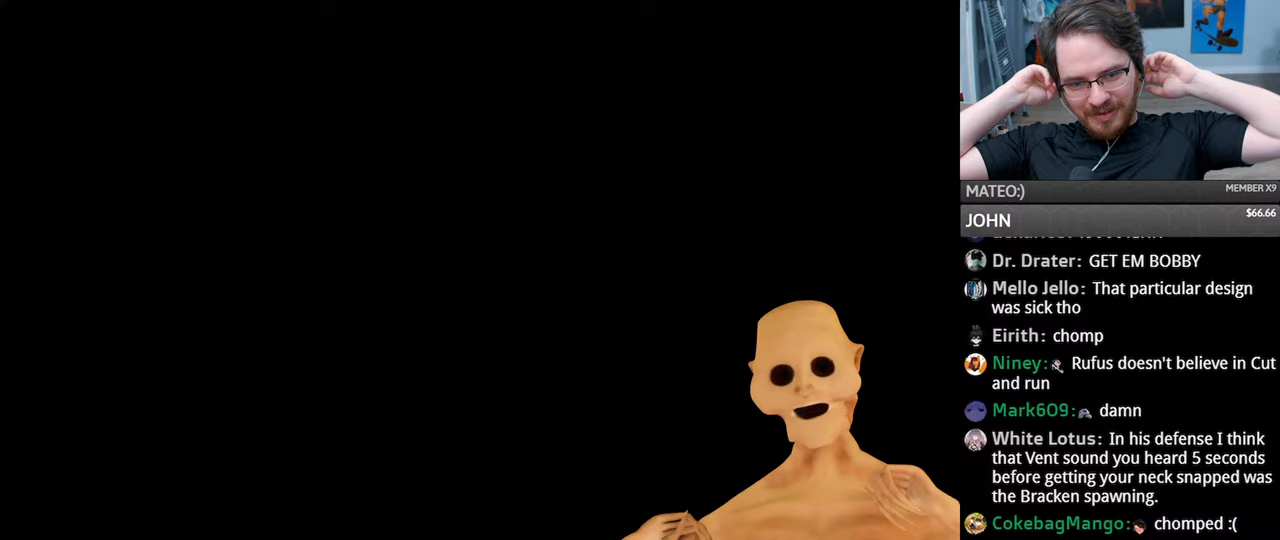 MATEO:) MEMBER X9
JOHN $66.66
Dr. Drater: GET EM BOBBY
Mello Jello: That particular design
was sick tho
Eirith: chomp
Niney: Rufus doesn't believe in Cut
and run
Mark609: damn
White Lotus: In his defense I think
that Vent sound you heard 5 seconds
before getting your neck snapped was
the Bracken spawning.
CokebagMango: chomped :(